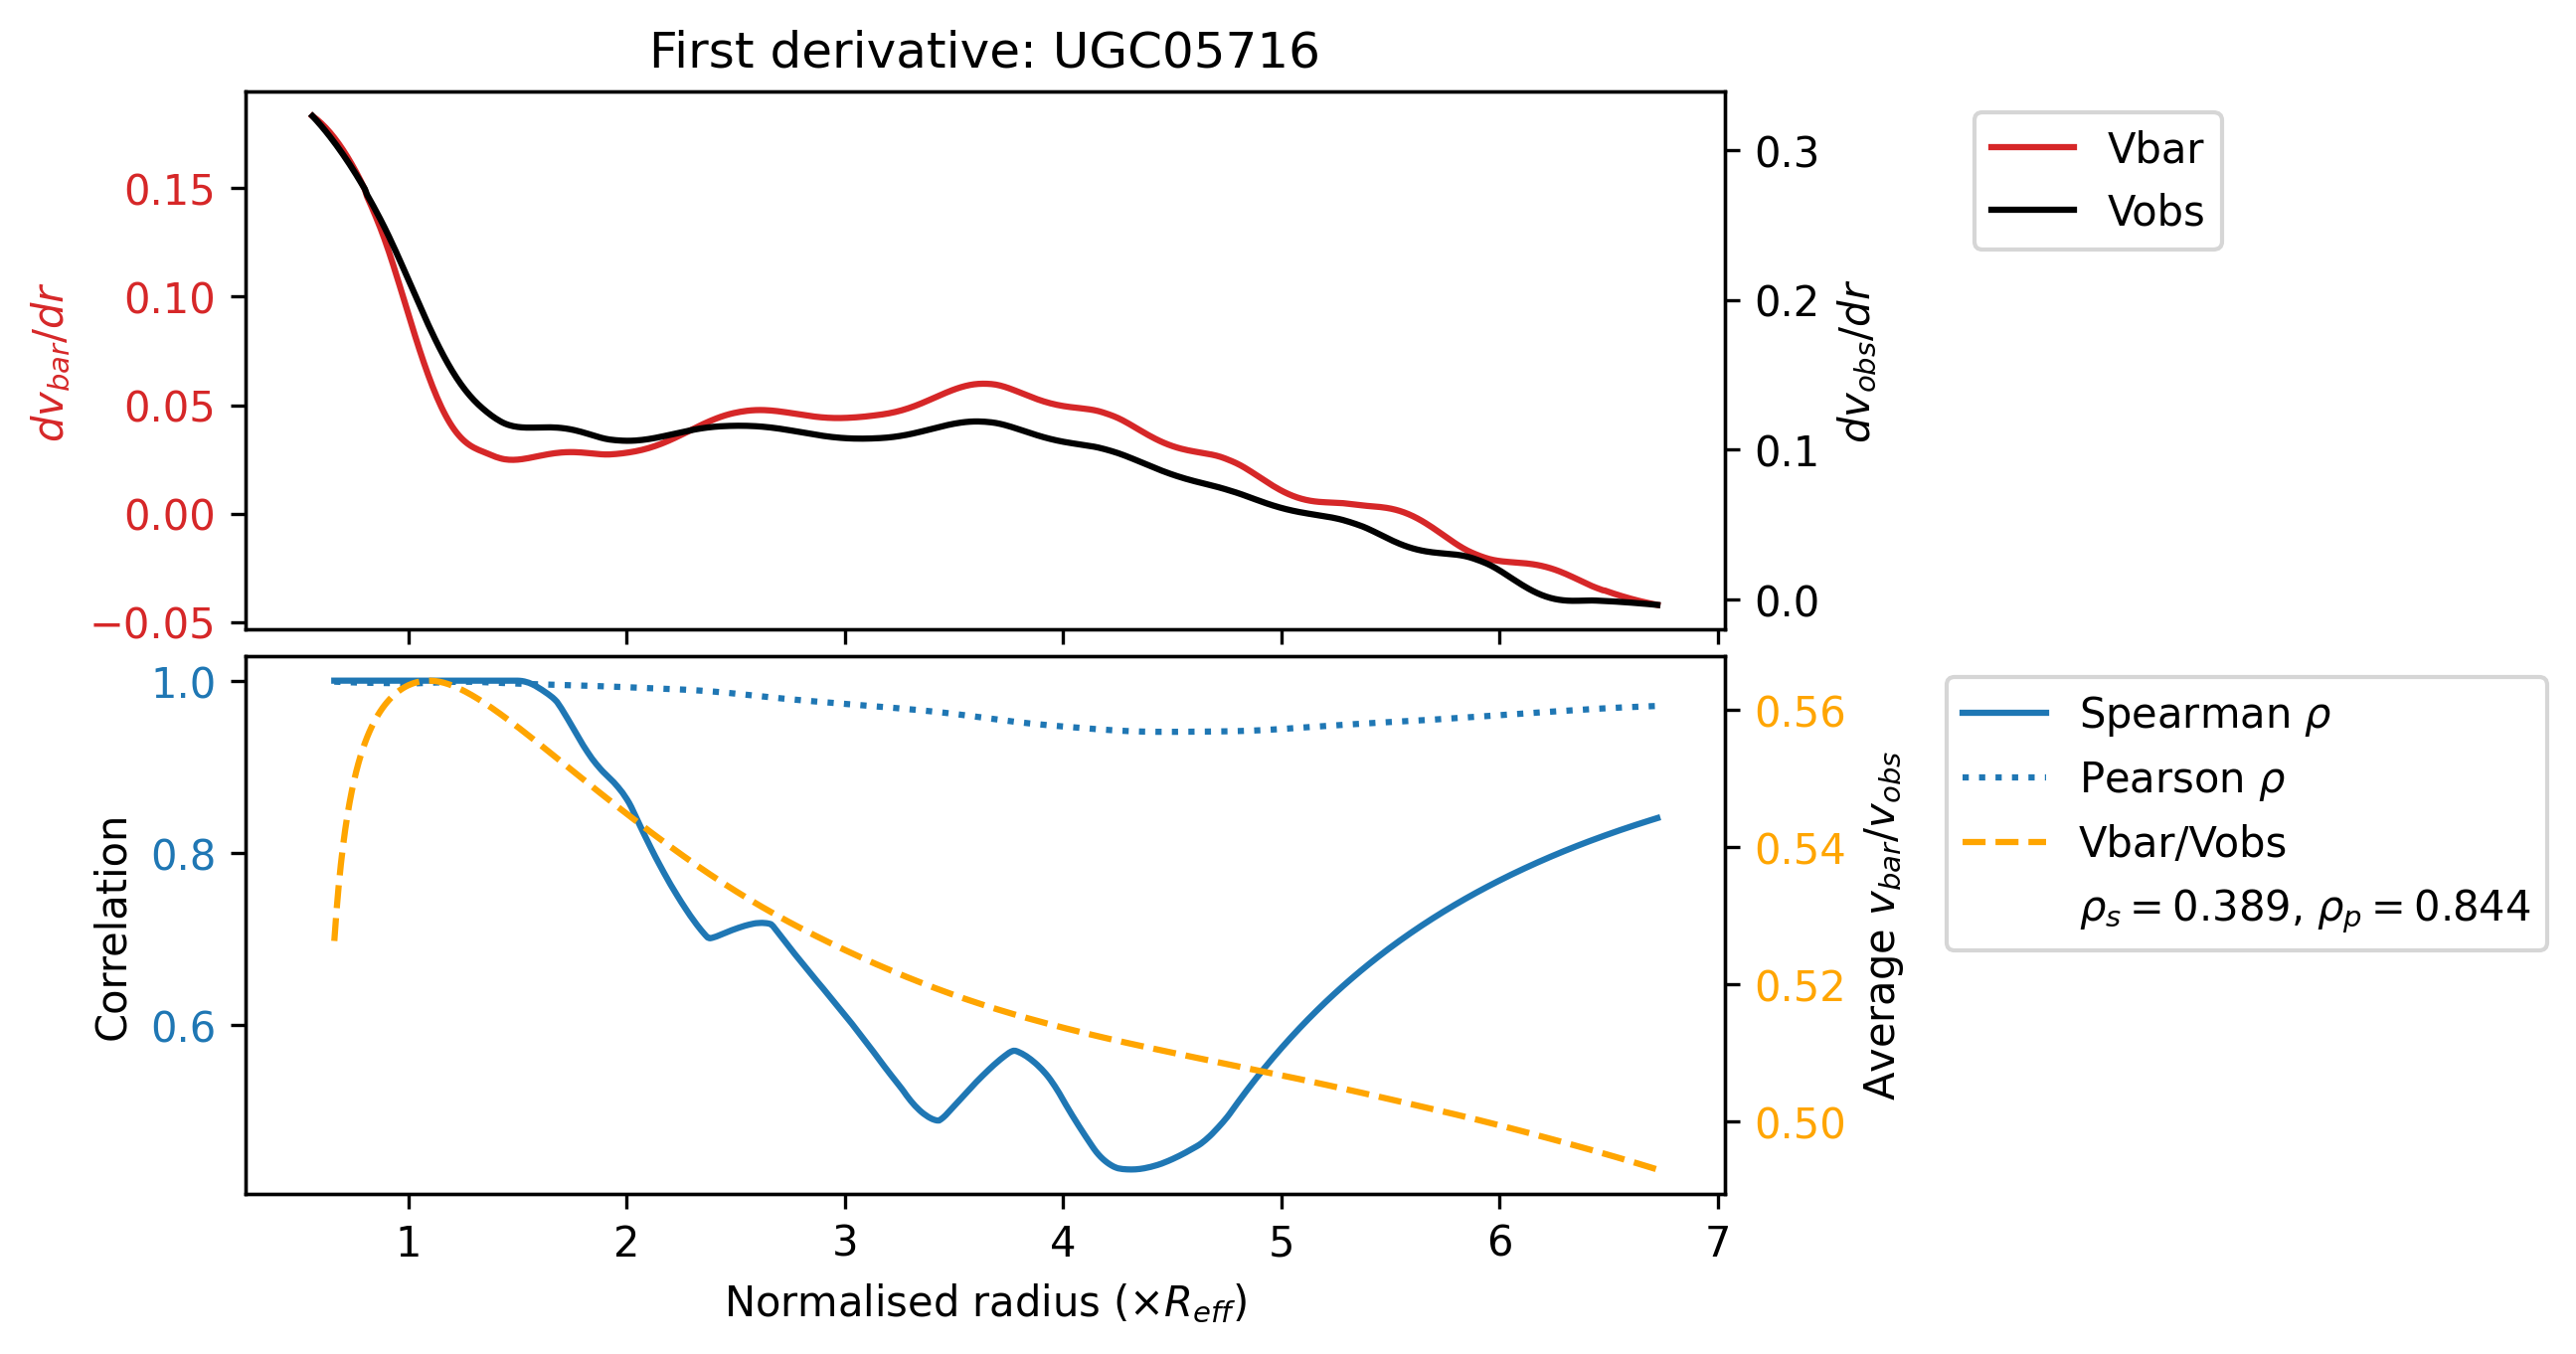 First derivative: UGC05716
dv_bar/dr
0.15
0.10
0.05
0.00
−0.05
0.3
0.2
0.1
0.0
dv_obs/dr
Vbar
Vobs
Correlation
1.0
0.8
0.6
0.56
0.54
0.52
0.50
Average v_bar/v_obs
Spearman ρ
Pearson ρ
Vbar/Vobs
ρ_s = 0.389, ρ_p = 0.844
1 2 3 4 5 6 7
Normalised radius (×R_eff)